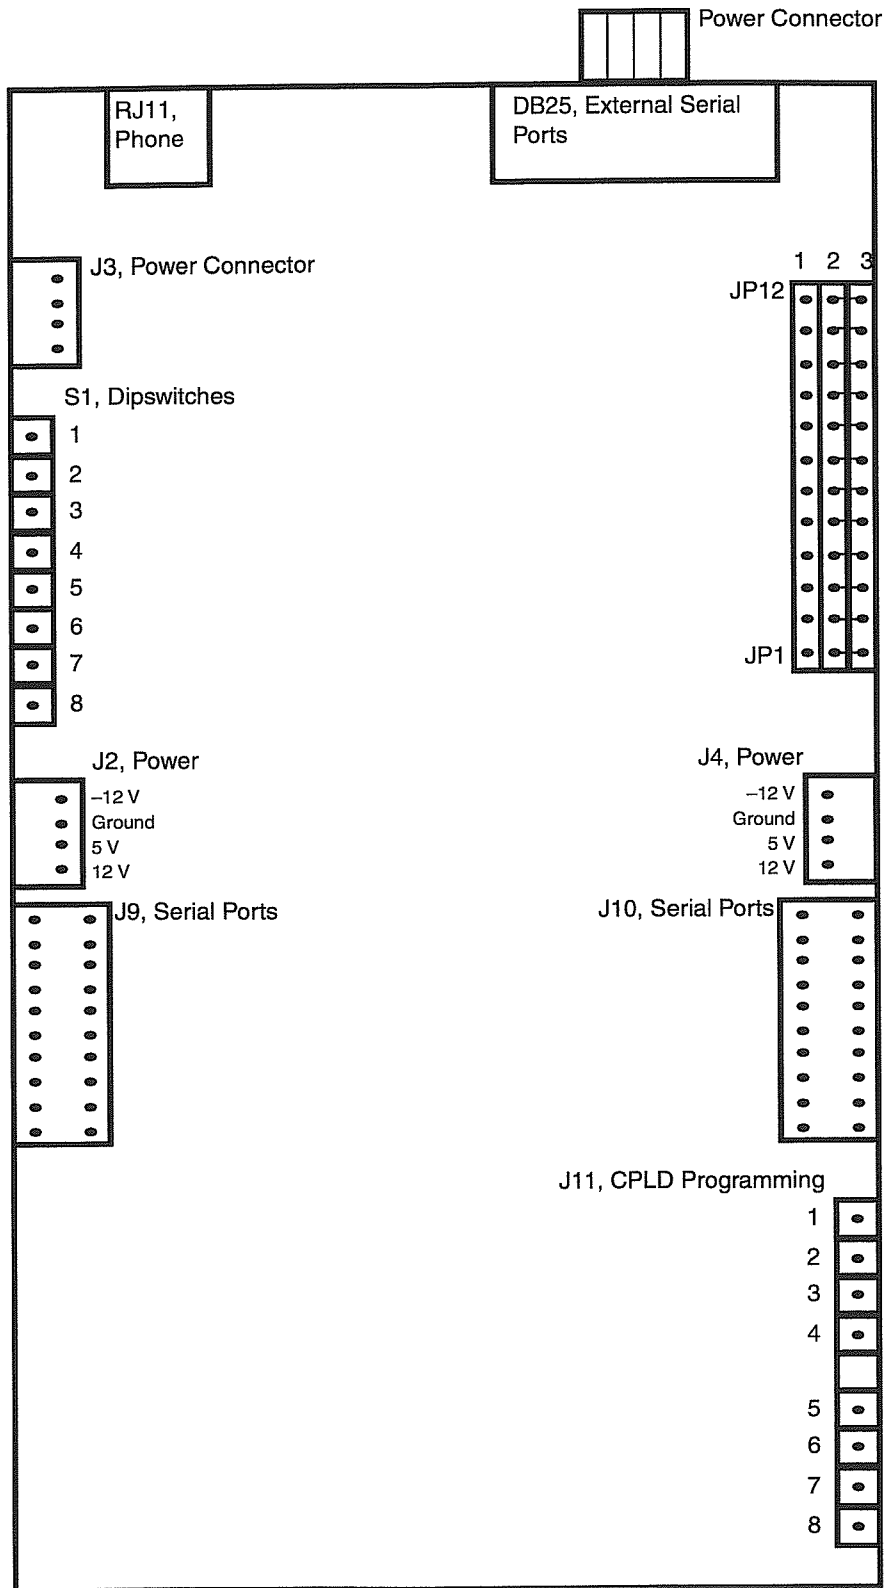 Power Connector
RJ11,
Phone
DB25, External Serial
Ports
J3, Power Connector
1 2 3
JP12
S1, Dipswitches
1
2
3
4
5
6
7
8
JP1
J2, Power
–12 V
Ground
5 V
12 V
J4, Power
–12 V
Ground
5 V
12 V
J9, Serial Ports
J10, Serial Ports
J11, CPLD Programming
1
2
3
4
5
6
7
8